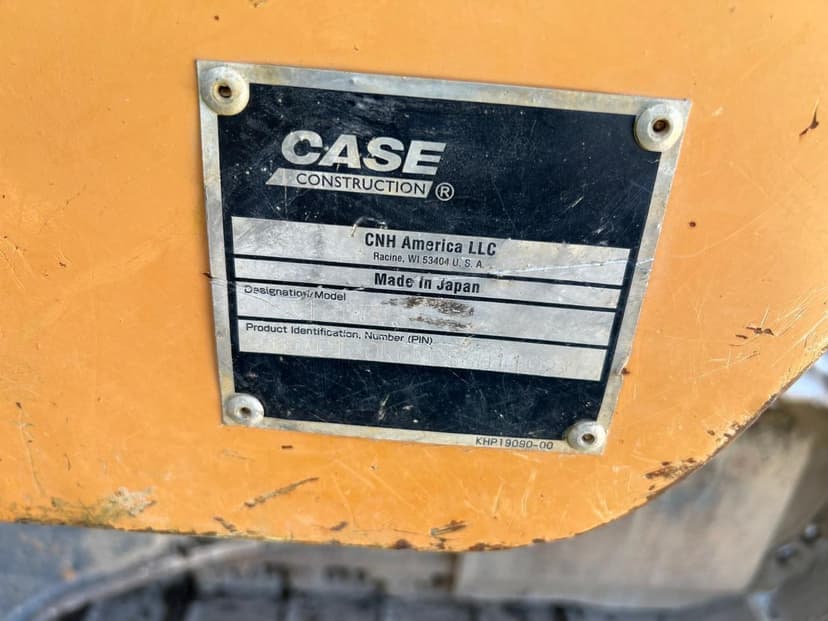 CASE
CONSTRUCTION ®
CNH America LLC
Racine, WI 53404 U. S. A.
Made In Japan
Designation/Model
Product Identification, Number (PIN)
KHP19090-00